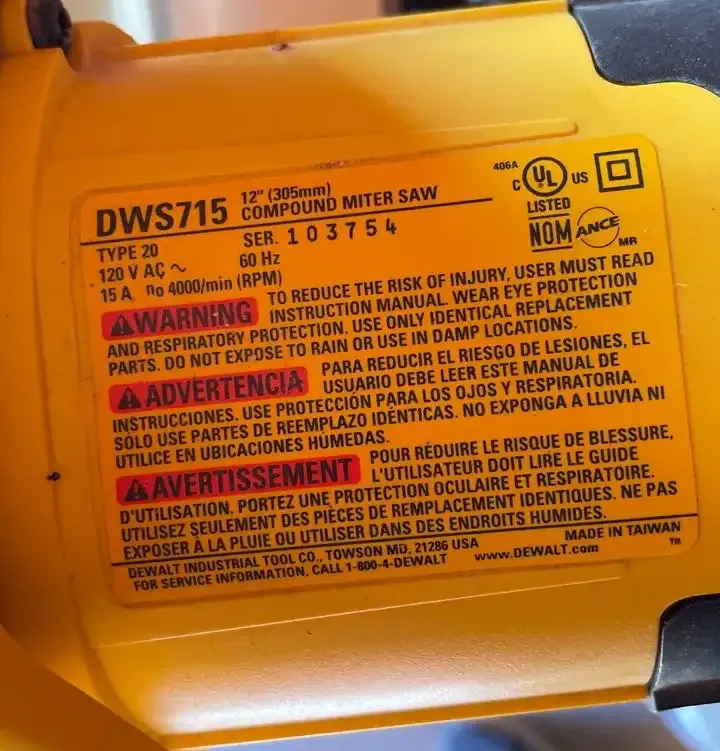 DWS715 12" (305mm)
COMPOUND MITER SAW
406A
C UL US
LISTED
NOM ANCE
MR
TYPE 20
SER. 103754
120 V AC ~ 60 Hz
15 A no 4000/min (RPM)
WARNING TO REDUCE THE RISK OF INJURY, USER MUST READ
INSTRUCTION MANUAL. WEAR EYE PROTECTION
AND RESPIRATORY PROTECTION. USE ONLY IDENTICAL REPLACEMENT
PARTS. DO NOT EXPOSE TO RAIN OR USE IN DAMP LOCATIONS.
ADVERTENCIA PARA REDUCIR EL RIESGO DE LESIONES, EL
USUARIO DEBE LEER ESTE MANUAL DE
INSTRUCCIONES. USE PROTECCIÓN PARA LOS OJOS Y RESPIRATORIA.
SÓLO USE PARTES DE REEMPLAZO IDÉNTICAS. NO EXPONGA A LLUVIA NI
UTILICE EN UBICACIONES HÚMEDAS.
AVERTISSEMENT POUR RÉDUIRE LE RISQUE DE BLESSURE,
L'UTILISATEUR DOIT LIRE LE GUIDE
D'UTILISATION. PORTEZ UNE PROTECTION OCULAIRE ET RESPIRATOIRE.
UTILISEZ SEULEMENT DES PIÈCES DE REMPLACEMENT IDENTIQUES. NE PAS
EXPOSER À LA PLUIE OU UTILISER DANS DES ENDROITS HUMIDES.
DEWALT INDUSTRIAL TOOL CO., TOWSON MD, 21286 USA MADE IN TAIWAN
FOR SERVICE INFORMATION, CALL 1-800-4-DEWALT www.DEWALT.com ™